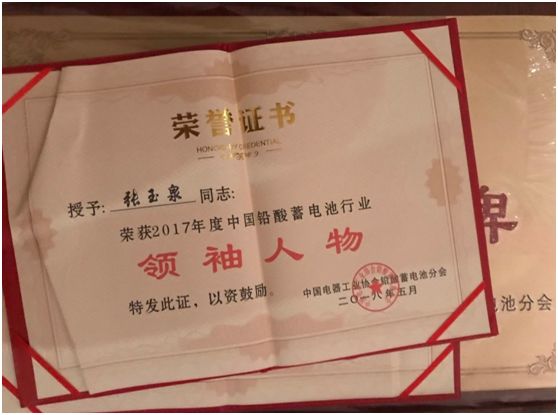 荣誉证书
HONORARY CREDENTIAL
授予: 张玉泉 同志:
荣获2017年度中国铅酸蓄电池行业
领袖人物
特发此证，以资鼓励。
中国电器工业协会铅酸蓄电池分会
二〇一八年五月
牌
电池分会